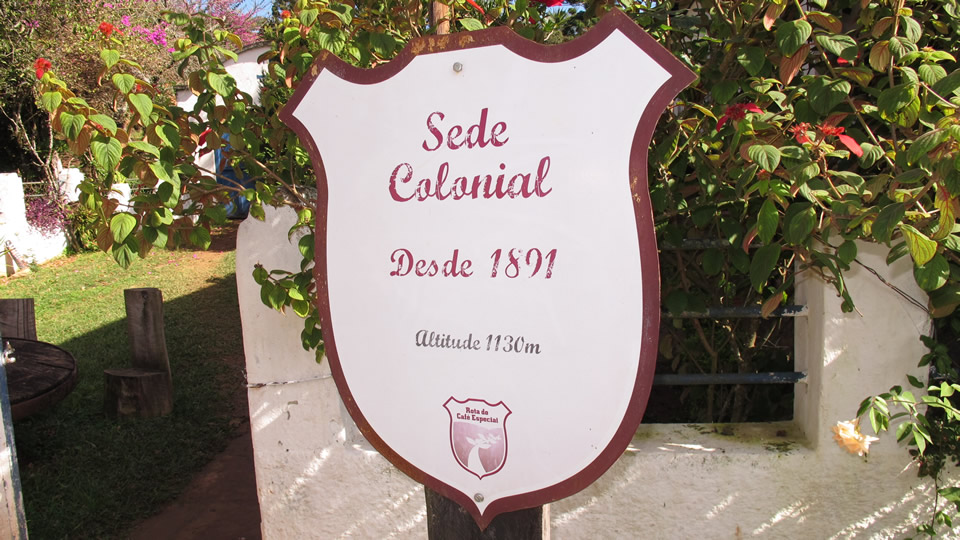 Sede
Colonial
Desde 1891
Altitude 1130m
Rota do
Café Especial